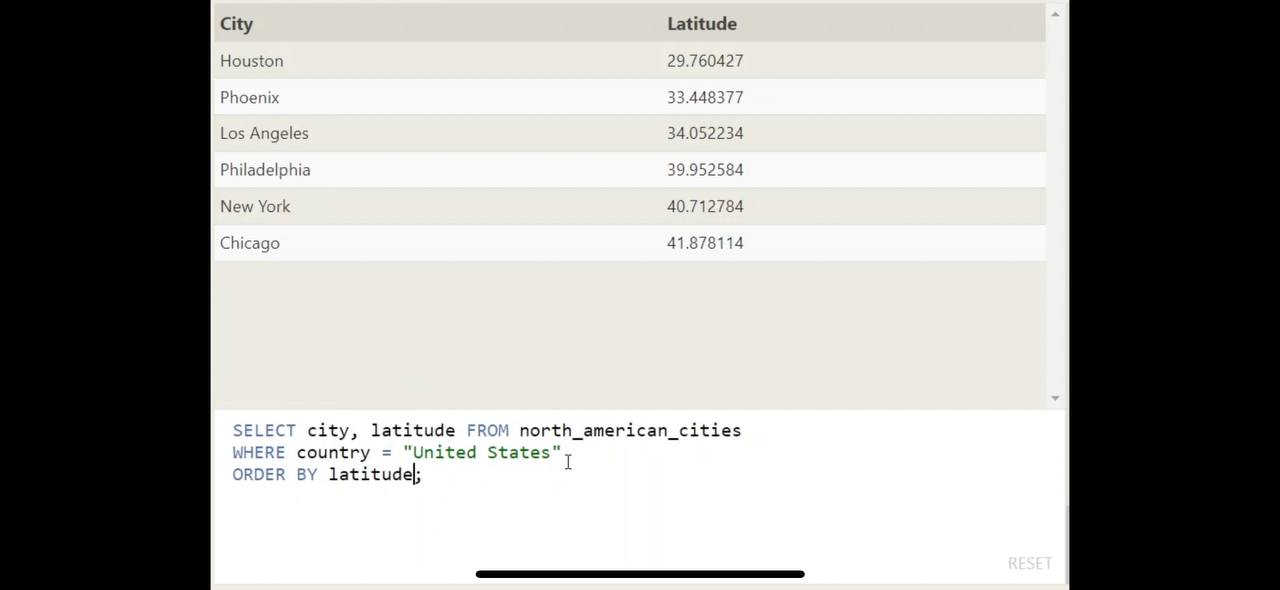 City Latitude
Houston 29.760427
Phoenix 33.448377
Los Angeles 34.052234
Philadelphia 39.952584
New York 40.712784
Chicago 41.878114
SELECT city, latitude FROM north_american_cities
WHERE country = "United States"
ORDER BY latitude;
RESET